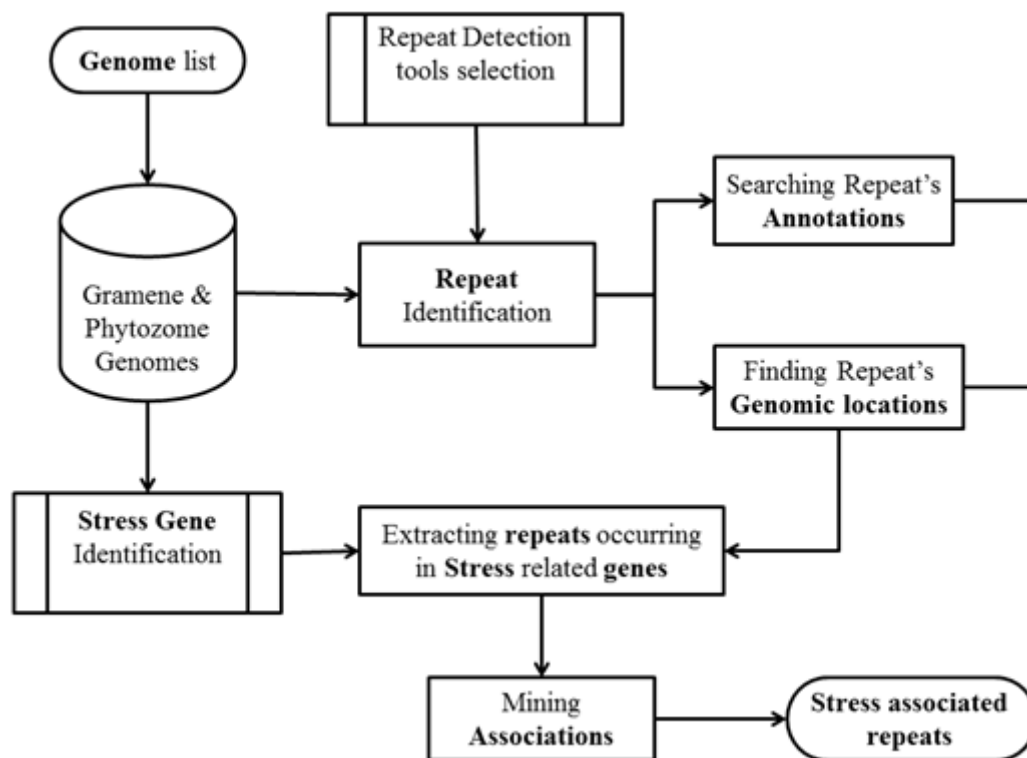 Genome list
Repeat Detection
tools selection
Searching Repeat's
Annotations
Gramene &
Phytozome
Genomes
Repeat
Identification
Finding Repeat's
Genomic locations
Stress Gene
Identification
Extracting repeats occurring
in Stress related genes
Mining
Associations
Stress associated
repeats